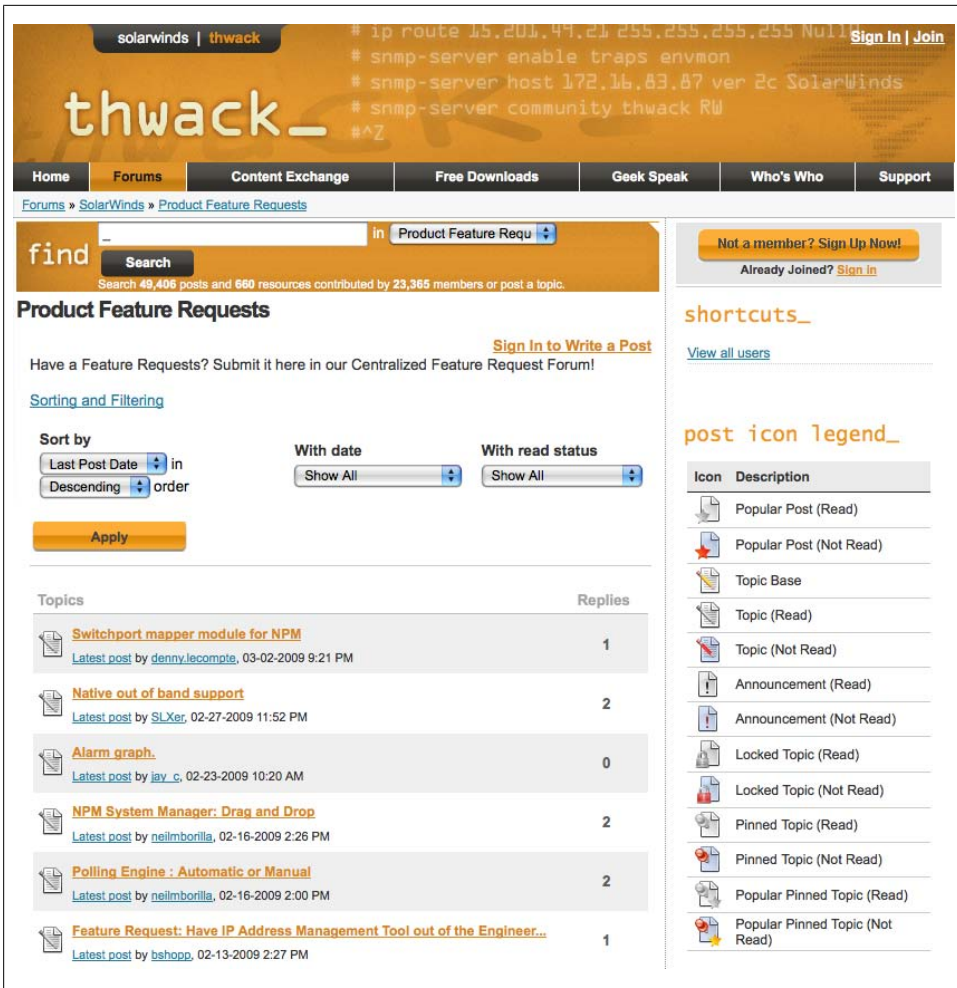 solarwinds | thwack
Sign In | Join
# ip route 15.201.49.21 255.255.255.255 Null0
# snmp-server enable traps envmon
# snmp-server host 172.16.83.87 ver 2c SolarWinds
# snmp-server community thwack RW
#^Z
thwack_
Home Forums Content Exchange Free Downloads Geek Speak Who's Who Support
Forums » SolarWinds » Product Feature Requests
find _ in Product Feature Requ
Search
Search 49,406 posts and 660 resources contributed by 23,365 members or post a topic.
Product Feature Requests
Sign In to Write a Post
Have a Feature Requests? Submit it here in our Centralized Feature Request Forum!
Sorting and Filtering
Sort by
Last Post Date in
Descending order
With date
Show All
With read status
Show All
Apply
Topics Replies
Switchport mapper module for NPM 1
Latest post by denny.lecompte, 03-02-2009 9:21 PM
Native out of band support 2
Latest post by SLXer, 02-27-2009 11:52 PM
Alarm graph. 0
Latest post by jay_c, 02-23-2009 10:20 AM
NPM System Manager: Drag and Drop 2
Latest post by neilmborilla, 02-16-2009 2:26 PM
Polling Engine : Automatic or Manual 2
Latest post by neilmborilla, 02-16-2009 2:00 PM
Feature Request: Have IP Address Management Tool out of the Engineer... 1
Latest post by bshopp, 02-13-2009 2:27 PM
Not a member? Sign Up Now!
Already Joined? Sign in
shortcuts_
View all users
post icon legend_
Icon Description
Popular Post (Read)
Popular Post (Not Read)
Topic Base
Topic (Read)
Topic (Not Read)
Announcement (Read)
Announcement (Not Read)
Locked Topic (Read)
Locked Topic (Not Read)
Pinned Topic (Read)
Pinned Topic (Not Read)
Popular Pinned Topic (Read)
Popular Pinned Topic (Not
Read)